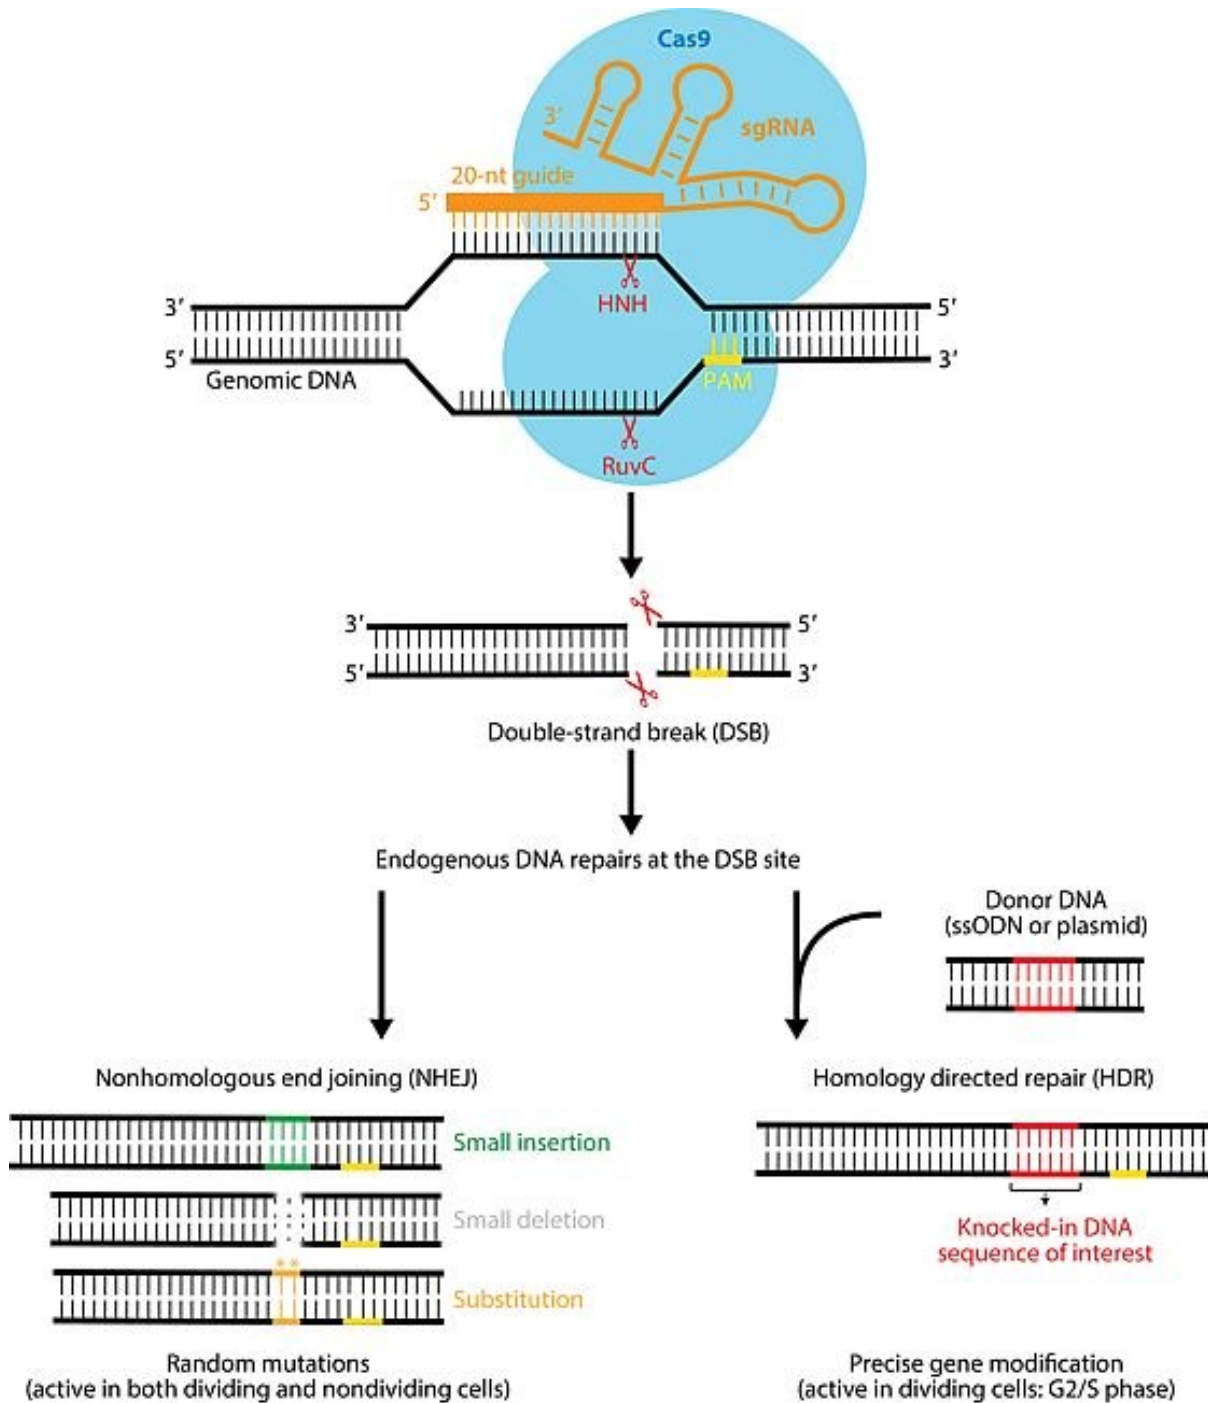 Cas9
3′
sgRNA
20-nt guide
5′
HNH
3′
5′
5′
3′
Genomic DNA
PAM
RuvC
3′
5′
5′
3′
Double-strand break (DSB)
Endogenous DNA repairs at the DSB site
Donor DNA
(ssODN or plasmid)
Nonhomologous end joining (NHEJ)
Small insertion
Small deletion
**
Substitution
Random mutations
(active in both dividing and nondividing cells)
Homology directed repair (HDR)
Knocked-in DNA
sequence of interest
Precise gene modification
(active in dividing cells: G2/S phase)